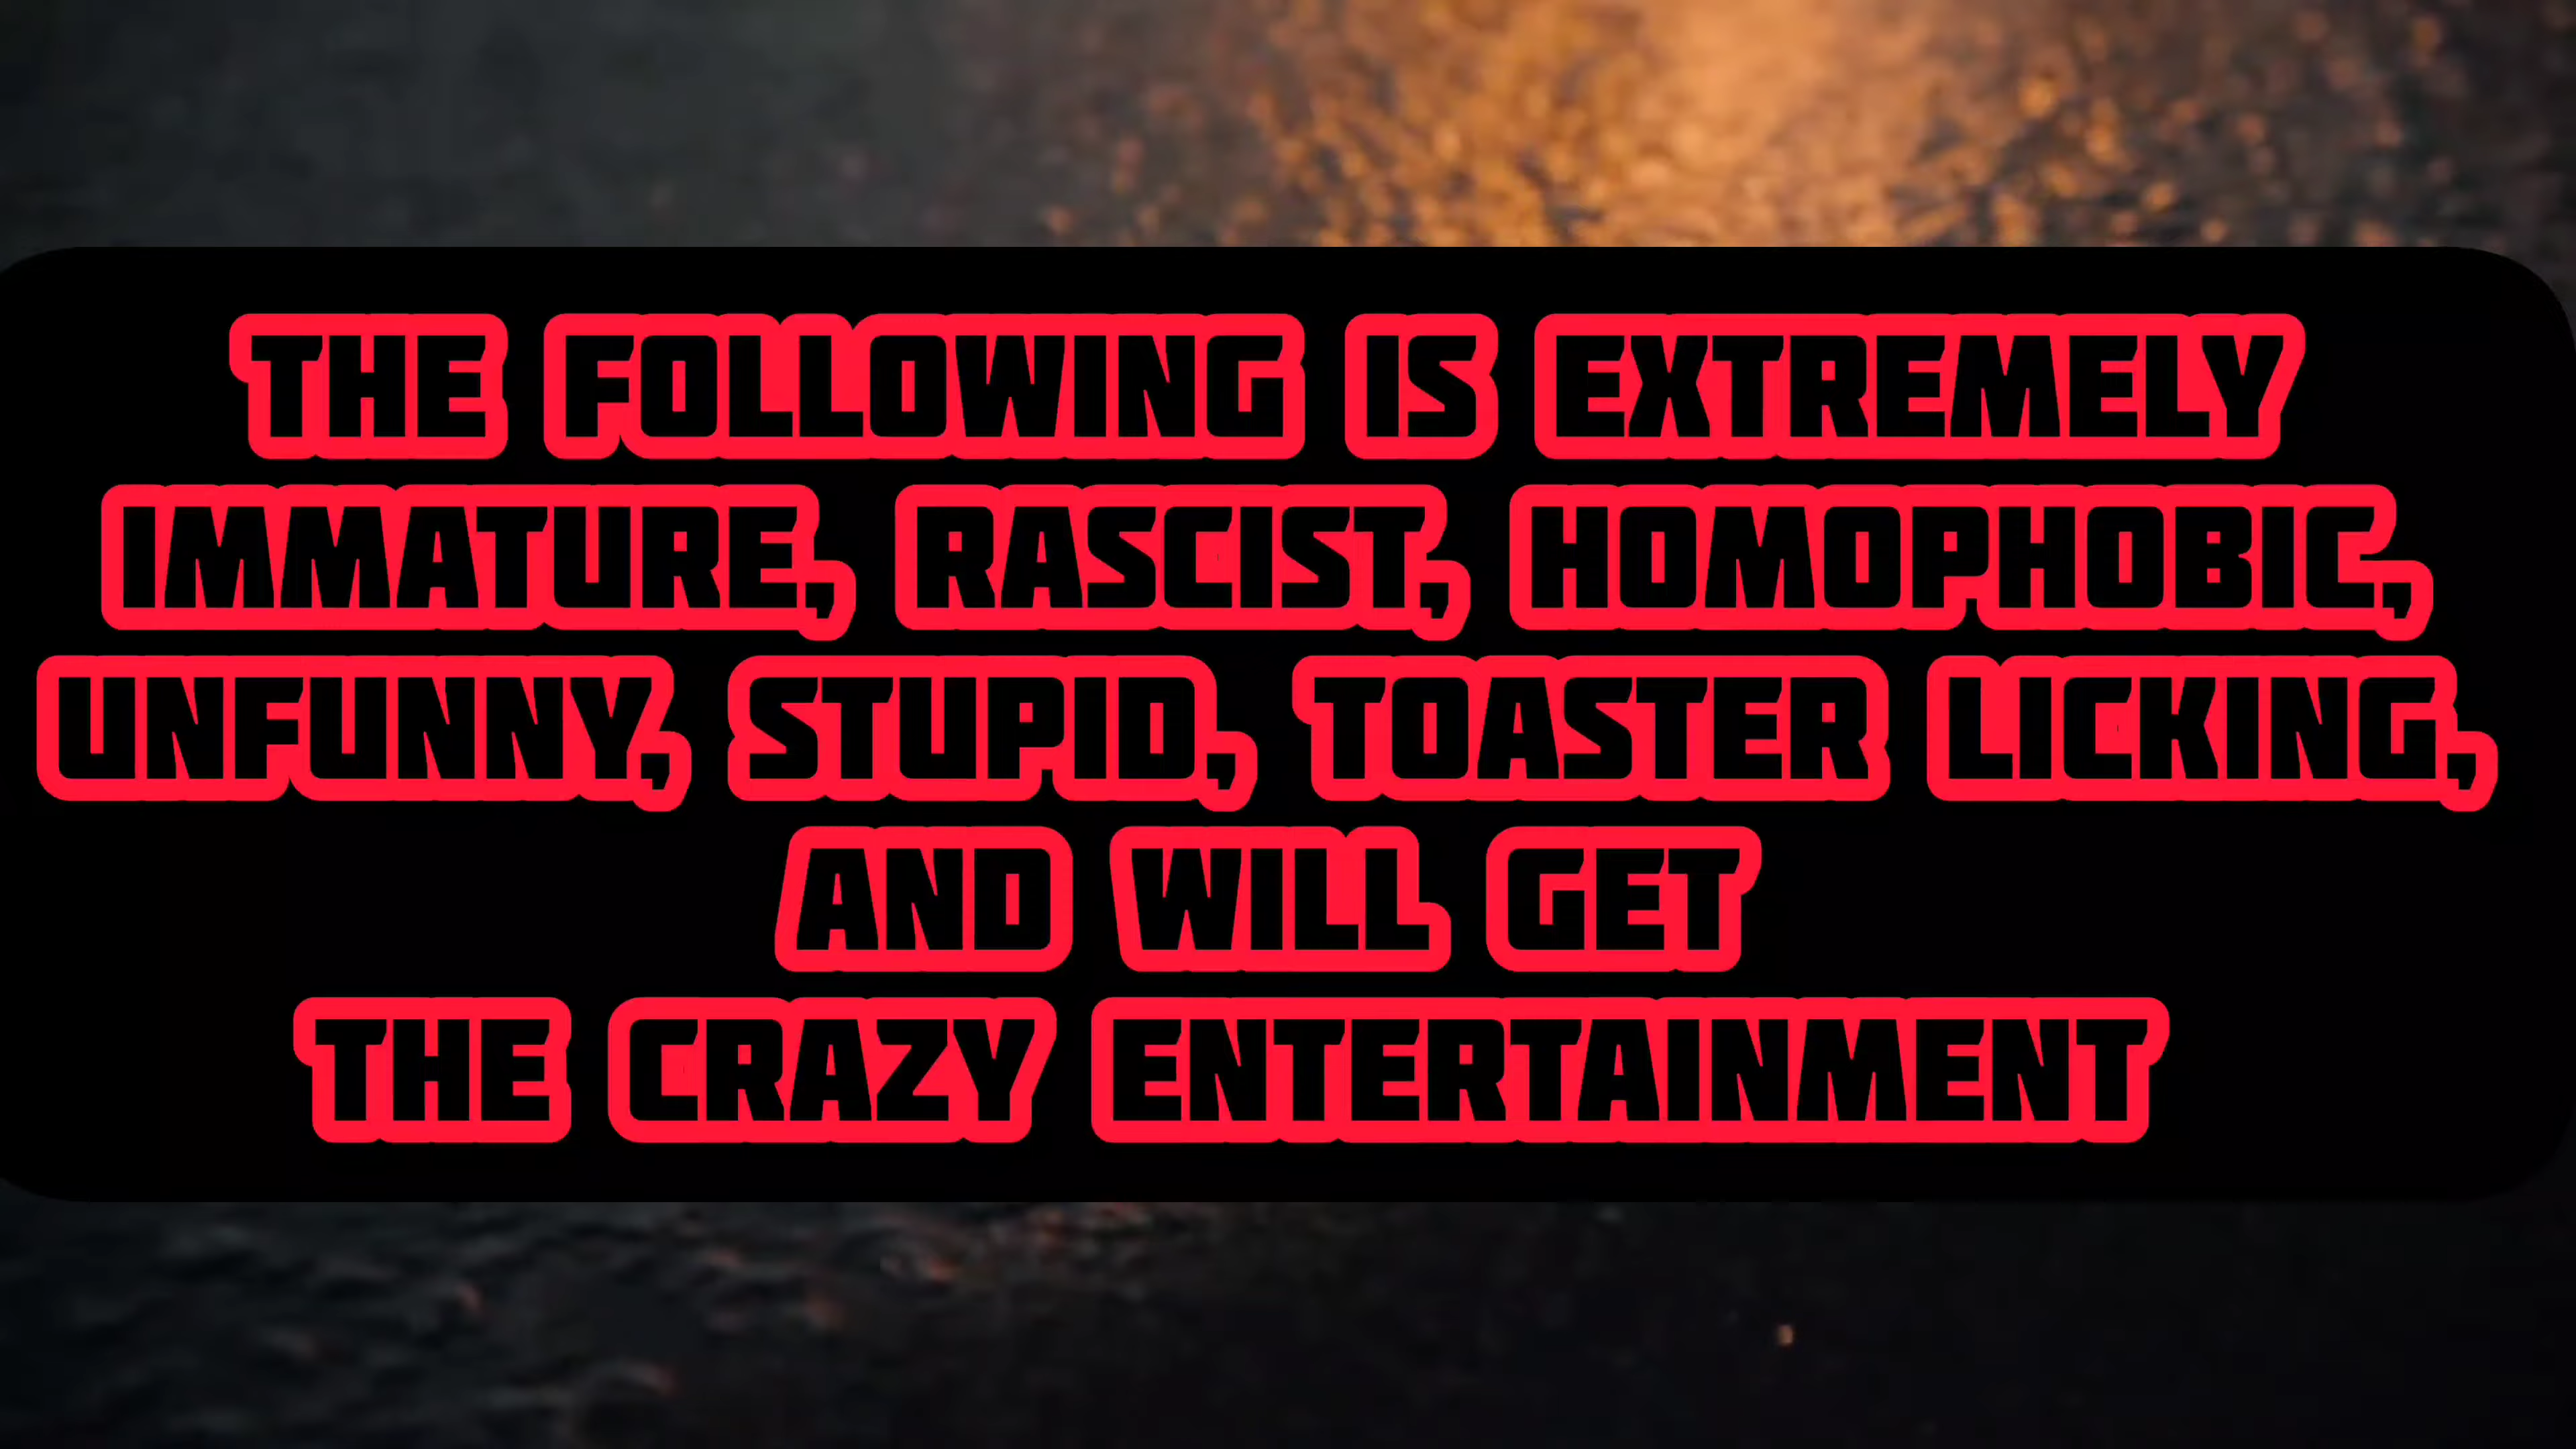 THE FOLLOWING IS EXTREMELY
IMMATURE, RASCIST, HOMOPHOBIC,
UNFUNNY, STUPID, TOASTER LICKING,
AND WILL GET
THE CRAZY ENTERTAINMENT